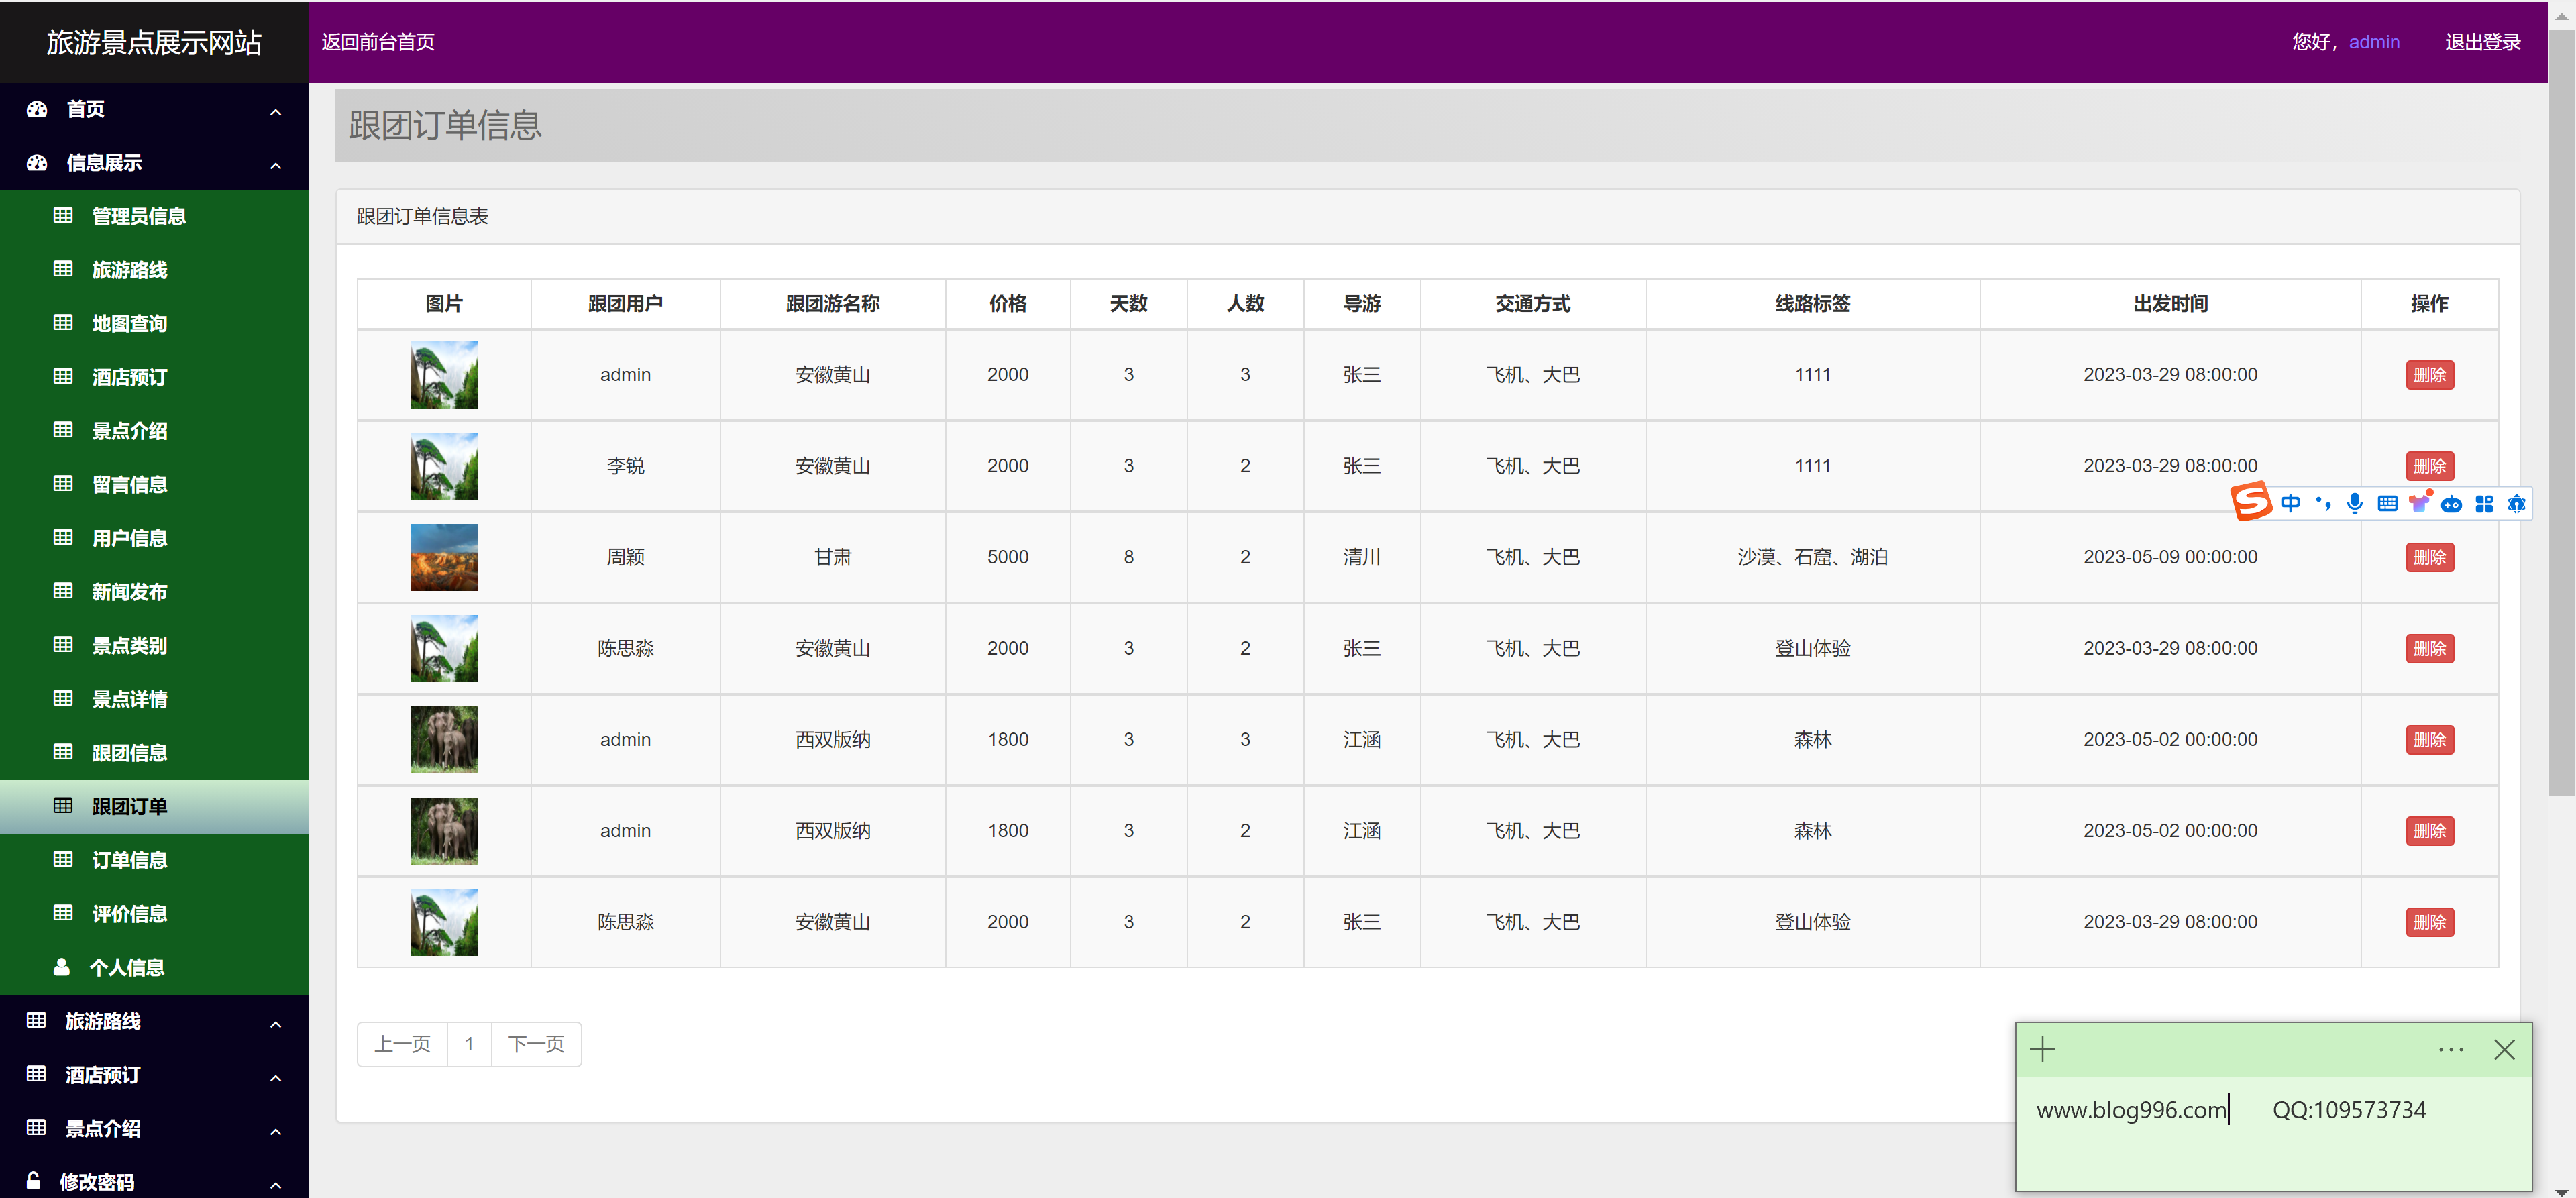 旅游景点展示网站
返回前台首页
您好，admin
退出登录
首页
信息展示
管理员信息
旅游路线
地图查询
酒店预订
景点介绍
留言信息
用户信息
新闻发布
景点类别
景点详情
跟团信息
跟团订单
订单信息
评价信息
个人信息
旅游路线
酒店预订
景点介绍
修改密码
跟团订单信息
跟团订单信息表
图片 跟团用户 跟团游名称 价格 天数 人数 导游 交通方式 线路标签 出发时间 操作
admin 安徽黄山 2000 3 3 张三 飞机、大巴 1111 2023-03-29 08:00:00 删除
李锐 安徽黄山 2000 3 2 张三 飞机、大巴 1111 2023-03-29 08:00:00 删除
中
周颖 甘肃 5000 8 2 清川 飞机、大巴 沙漠、石窟、湖泊 2023-05-09 00:00:00 删除
陈思淼 安徽黄山 2000 3 2 张三 飞机、大巴 登山体验 2023-03-29 08:00:00 删除
admin 西双版纳 1800 3 3 江涵 飞机、大巴 森林 2023-05-02 00:00:00 删除
admin 西双版纳 1800 3 2 江涵 飞机、大巴 森林 2023-05-02 00:00:00 删除
陈思淼 安徽黄山 2000 3 2 张三 飞机、大巴 登山体验 2023-03-29 08:00:00 删除
上一页 1 下一页
www.blog996.com QQ:109573734